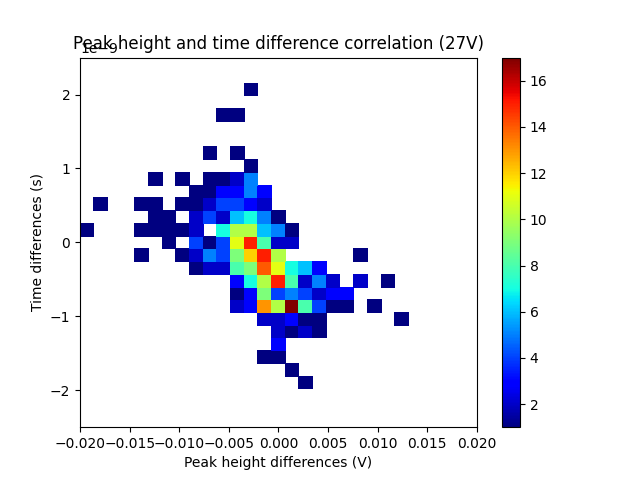 Peak height and time difference correlation (27V)
1e−9
2
1
0
−1
−2
Time differences (s)
−0.020 −0.015 −0.010 −0.005 0.000 0.005 0.010 0.015 0.020
Peak height differences (V)
16
14
12
10
8
6
4
2